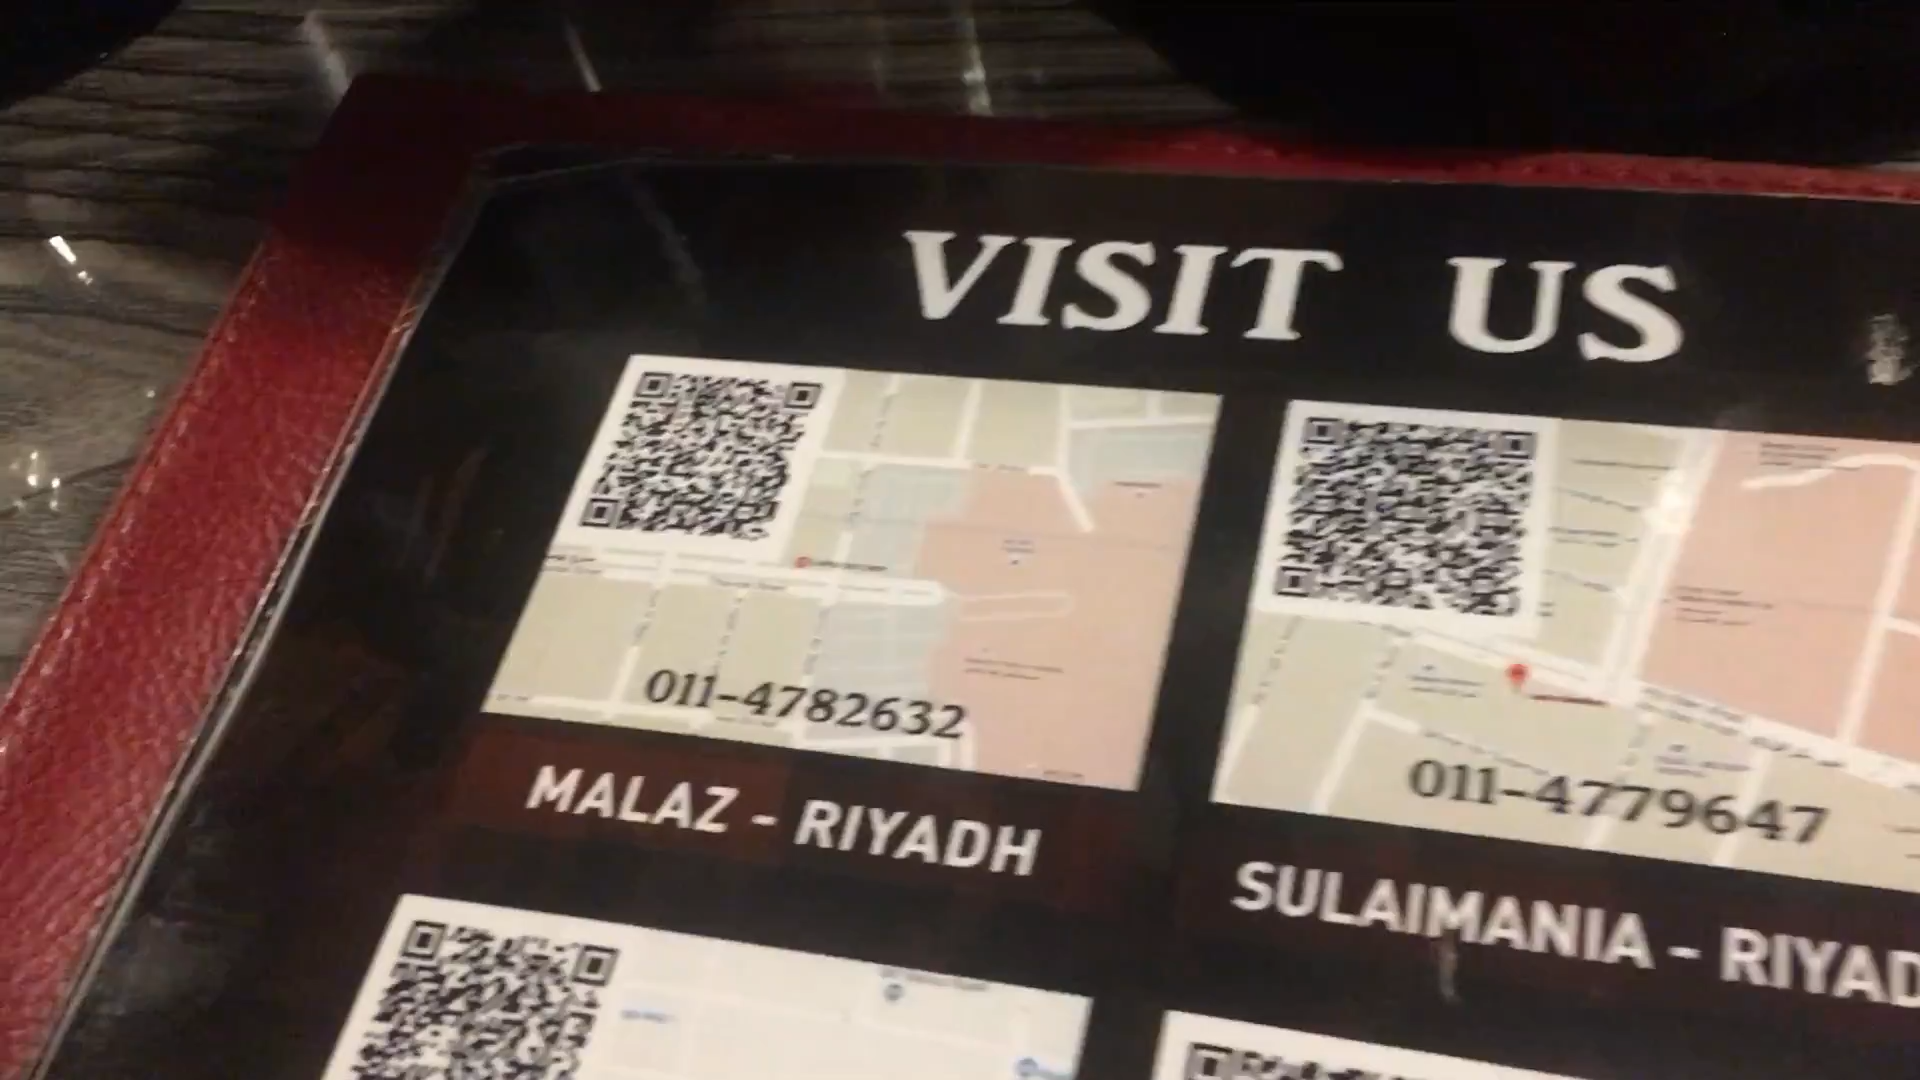 VISIT US
011-4782632
011-4779647
MALAZ - RIYADH
SULAIMANIA - RIYAD